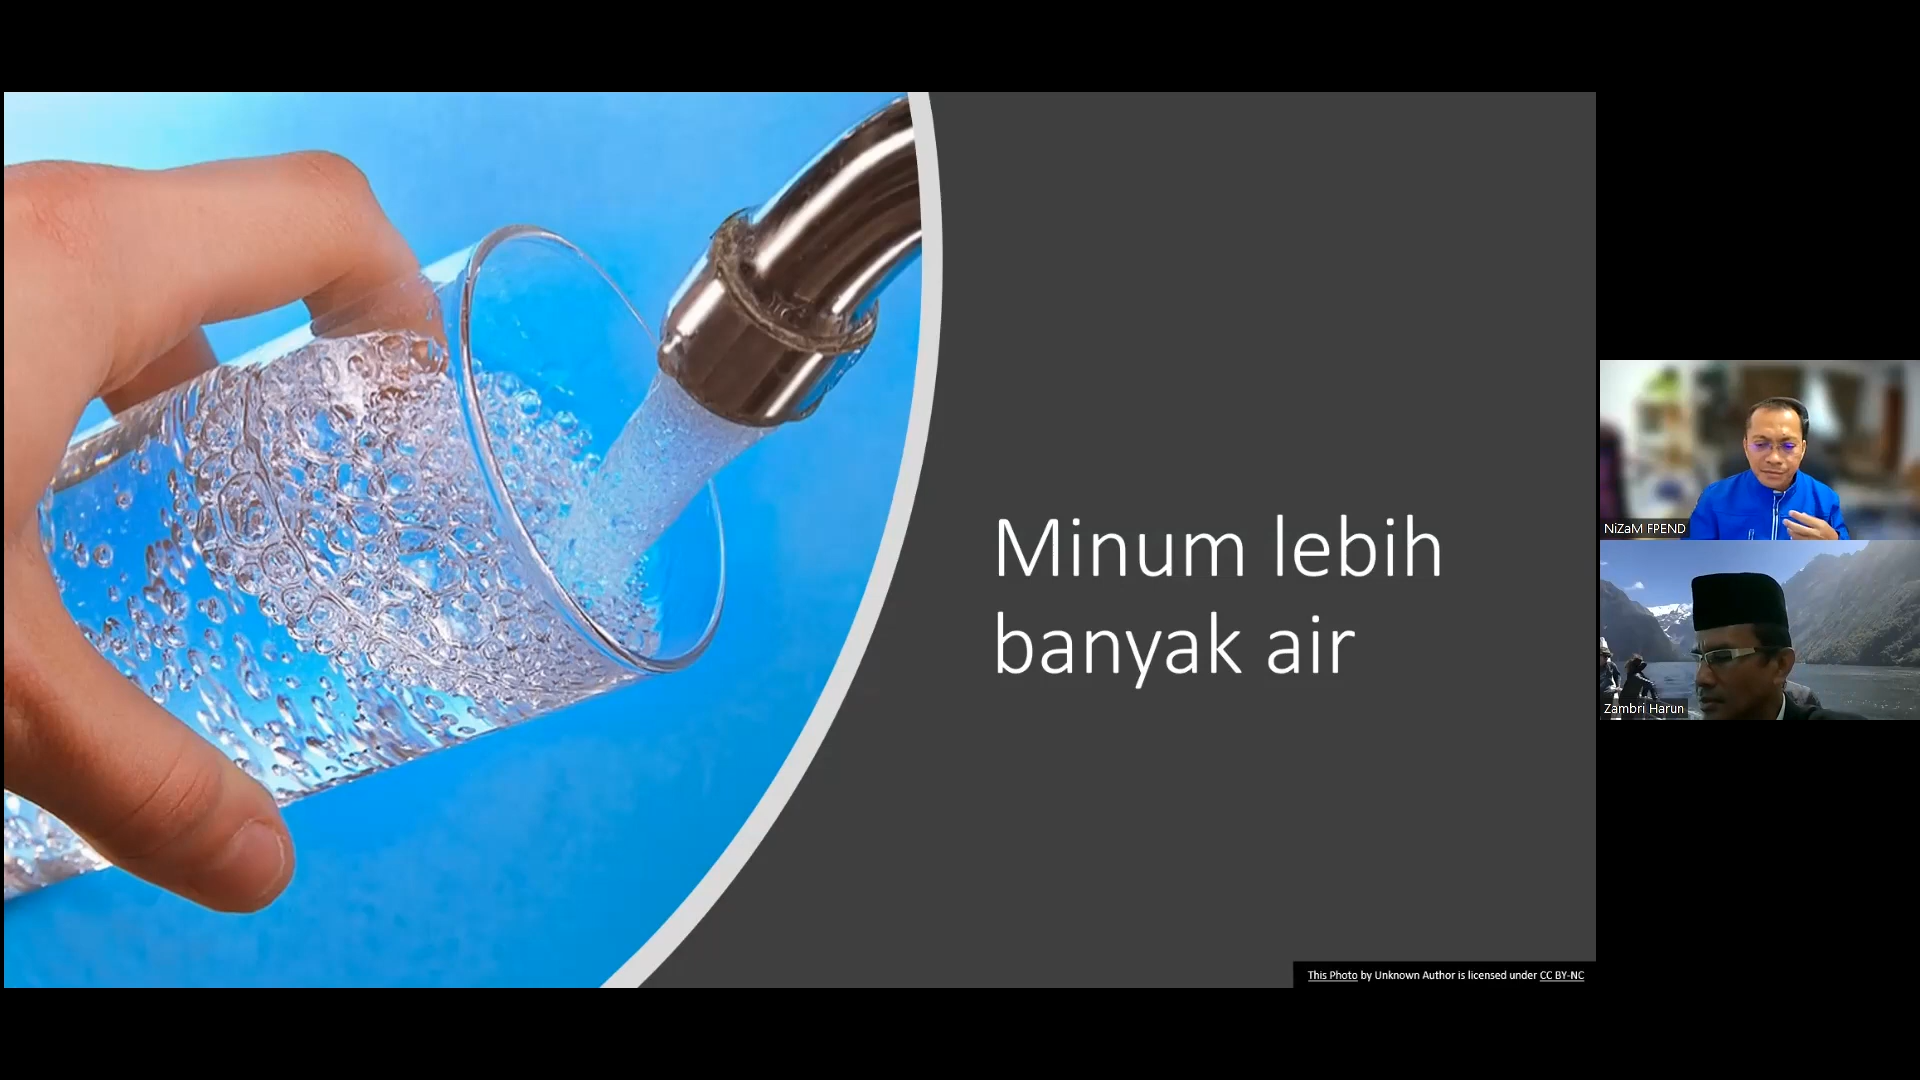 Minum lebih
banyak air
This Photo by Unknown Author is licensed under CC BY-NC
NiZaM FPEND
Zambri Harun